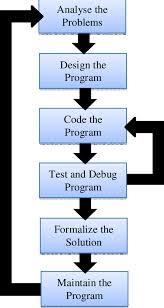 Analyse the
Problems
Design the
Program
Code the
Program
Test and Debug
Program
Formalize the
Solution
Maintain the
Program